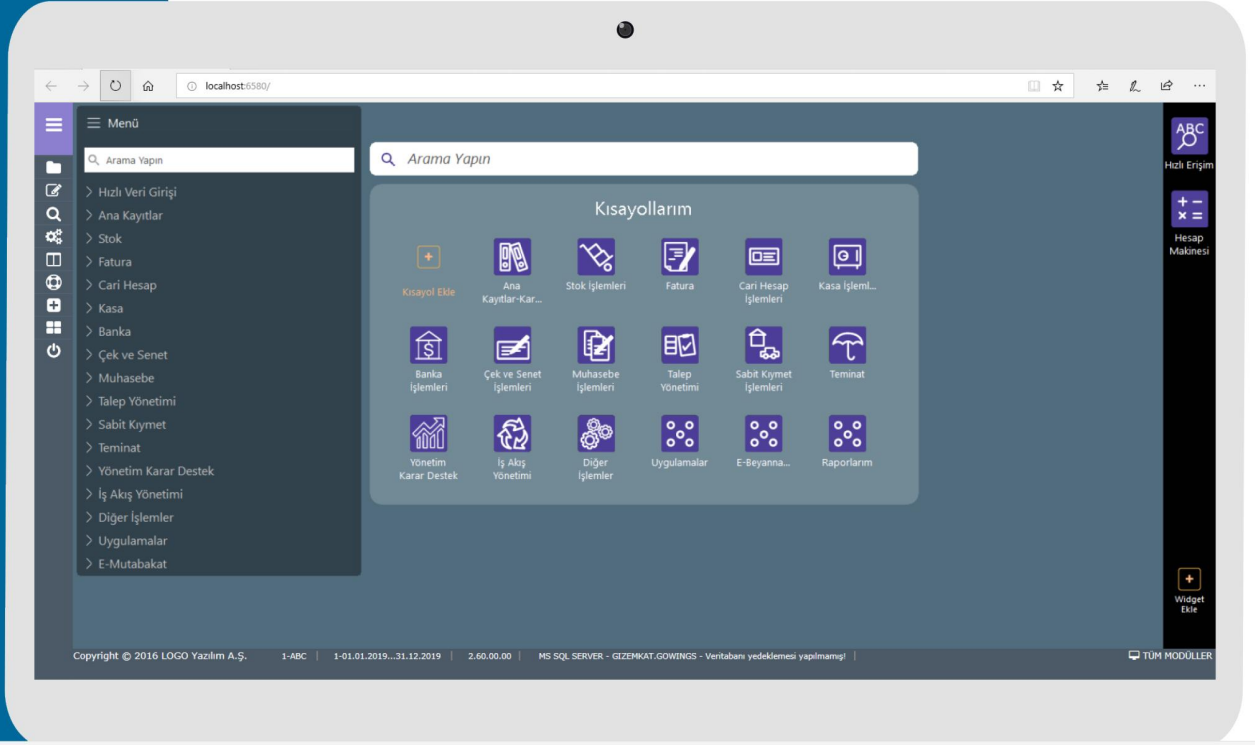 localhost:6580/
Menü
Arama Yapın
Hızlı Veri Girişi
Ana Kayıtlar
Stok
Fatura
Cari Hesap
Kasa
Banka
Çek ve Senet
Muhasebe
Talep Yönetimi
Sabit Kıymet
Teminat
Yönetim Karar Destek
İş Akış Yönetimi
Diğer İşlemler
Uygulamalar
E-Mutabakat
Arama Yapın
Kısayollarım
Kısayol Ekle
Ana
Kayıtlar-Kar...
Stok İşlemleri
Fatura
Cari Hesap
İşlemleri
Kasa İşleml...
Banka
İşlemleri
Çek ve Senet
İşlemleri
Muhasebe
İşlemleri
Talep
Yönetimi
Sabit Kıymet
İşlemleri
Teminat
Yönetim
Karar Destek
İş Akış
Yönetimi
Diğer
İşlemler
Uygulamalar
E-Beyanna...
Raporlarım
ABC
Hızlı Erişim
Hesap
Makinesi
Widget
Ekle
Copyright © 2016 LOGO Yazılım A.Ş. 1-ABC | 1-01.01.2019...31.12.2019 | 2.60.00.00 | MS SQL SERVER - GIZEMKAT.GOWINGS - Veritabanı yedeklemesi yapılmamış! |
TÜM MODÜLLER